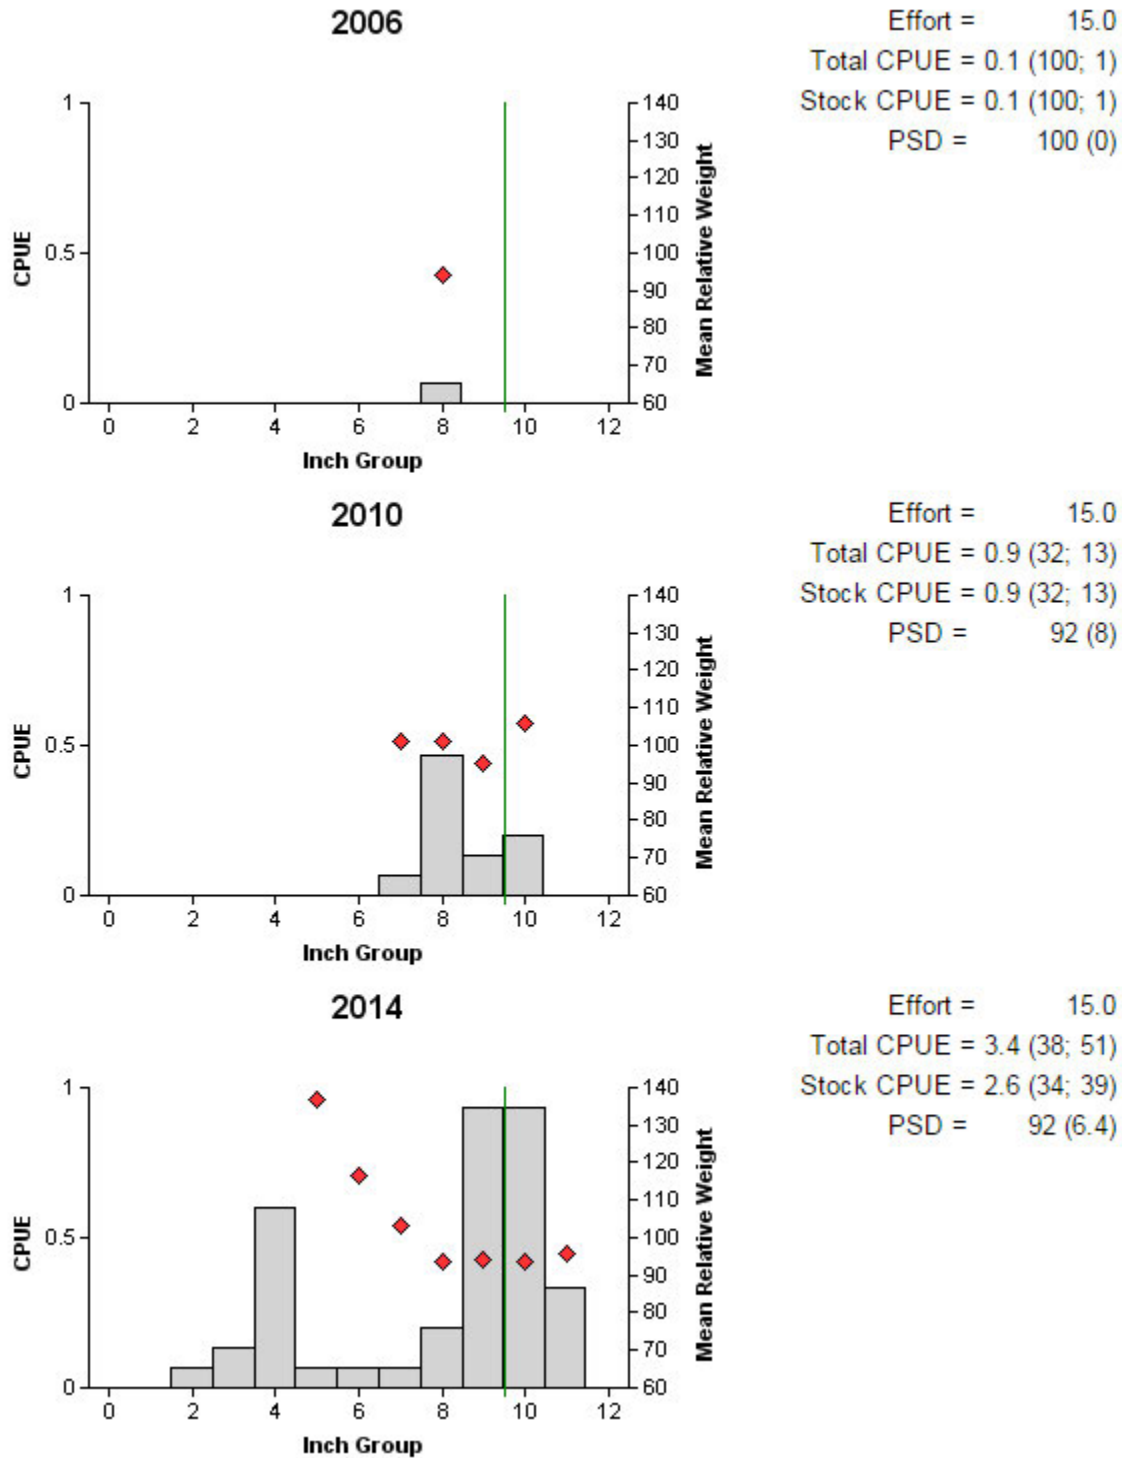 2006
Effort = 15.0
Total CPUE = 0.1 (100; 1)
Stock CPUE = 0.1 (100; 1)
PSD = 100 (0)
1
0.5
0
CPUE
140
130
120
110
100
90
80
70
60
Mean Relative Weight
0 2 4 6 8 10 12
Inch Group
2010
Effort = 15.0
Total CPUE = 0.9 (32; 13)
Stock CPUE = 0.9 (32; 13)
PSD = 92 (8)
1
0.5
0
CPUE
140
130
120
110
100
90
80
70
60
Mean Relative Weight
0 2 4 6 8 10 12
Inch Group
2014
Effort = 15.0
Total CPUE = 3.4 (38; 51)
Stock CPUE = 2.6 (34; 39)
PSD = 92 (6.4)
1
0.5
0
CPUE
140
130
120
110
100
90
80
70
60
Mean Relative Weight
0 2 4 6 8 10 12
Inch Group